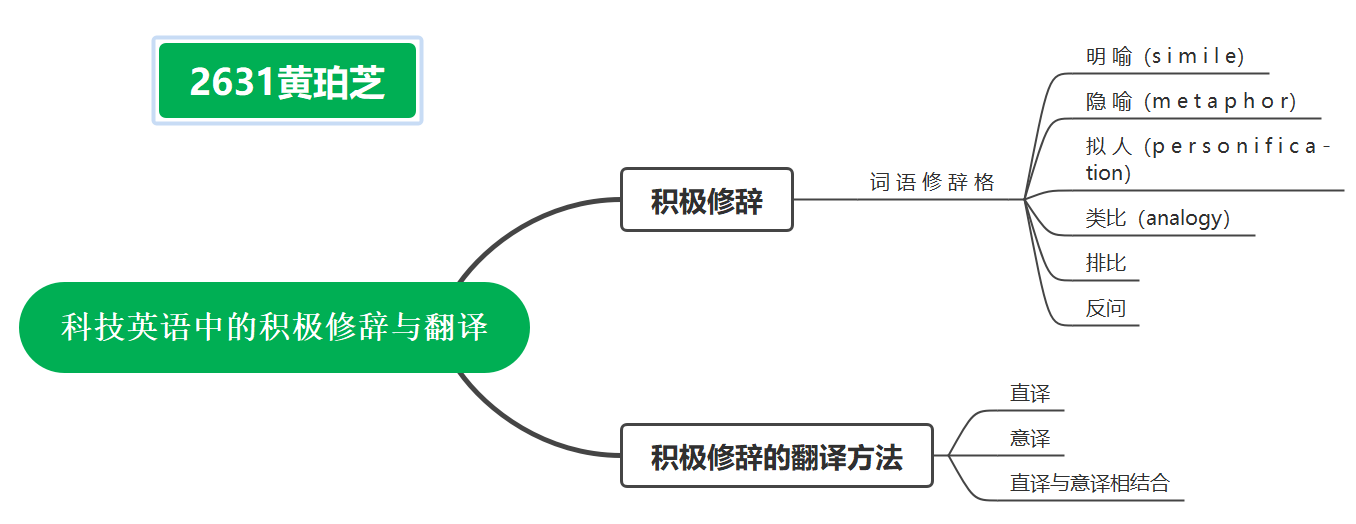 2631黄珀芝
科技英语中的积极修辞与翻译
积极修辞
词语修辞格
明喻（simile）
隐喻（metaphor）
拟人（personifica-
tion）
类比（analogy）
排比
反问
积极修辞的翻译方法
直译
意译
直译与意译相结合